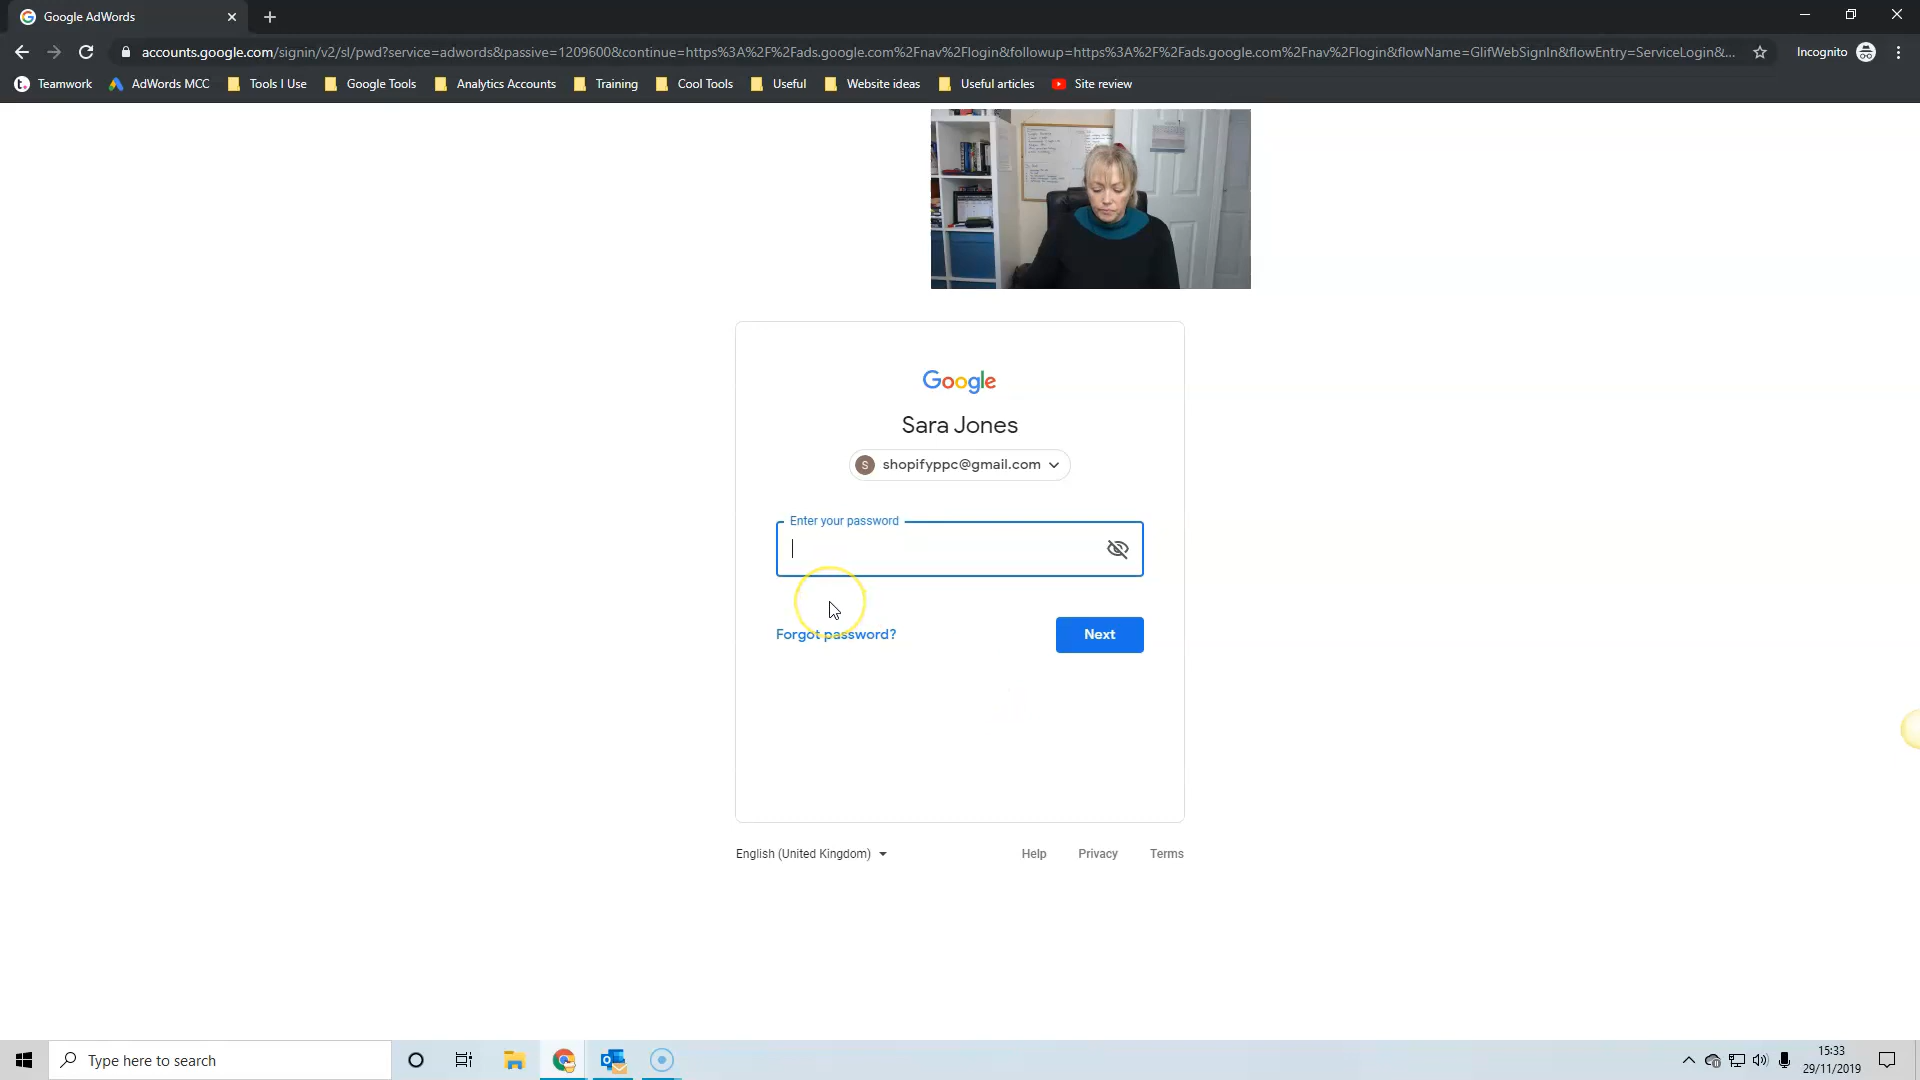 Google AdWords
accounts.google.com/signin/v2/sl/pwd?service=adwords&passive=1209600&continue=https%3A%2F%2Fads.google.com%2Fnav%2Flogin&followup=https%3A%2F%2Fads.google.com%2Fnav%2Flogin&flowName=GlifWebSignIn&flowEntry=ServiceLogin&... Incognito
Teamwork AdWords MCC Tools I Use Google Tools Analytics Accounts Training Cool Tools Useful Website ideas Useful articles Site review
Google
Sara Jones
S shopifyppc@gmail.com
Enter your password
Forgot password? Next
English (United Kingdom) Help Privacy Terms
Type here to search
15:33
29/11/2019